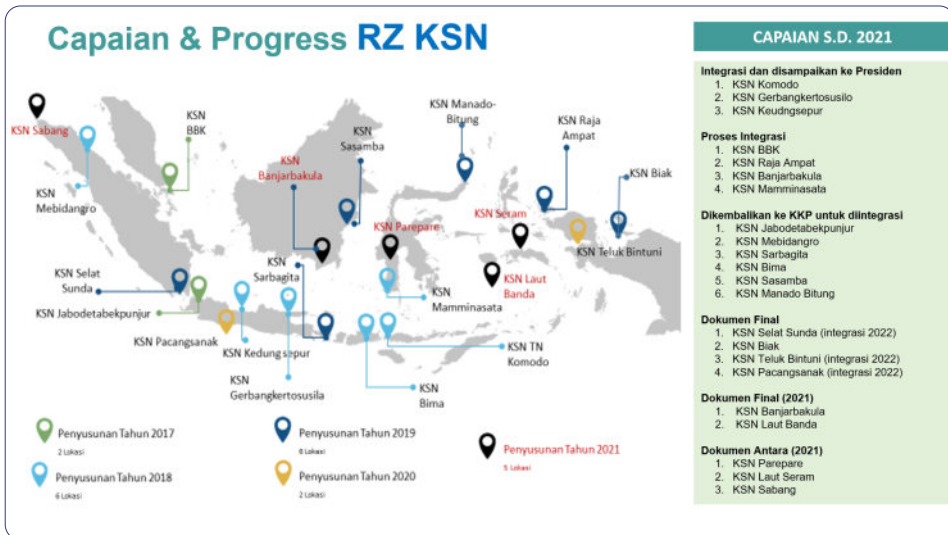 Capaian & Progress RZ KSN
KSN Sabang
KSN
BBK
KSN
Mebidangro
KSN
Banjarbakula
KSN
Sasamba
KSN Manado-
Bitung
KSN Raja
Ampat
KSN Biak
KSN Parepare
KSN Seram
KSN Teluk Bintuni
KSN Selat
Sunda
KSN
Sarbagita
KSN Laut
Banda
KSN
Mamminasata
KSN Jabodetabekpunjur
KSN Pacangsanak
KSN Kedung sepur
KSN
Gerbangkertosusila
KSN TN
Komodo
KSN
Bima
Penyusunan Tahun 2017
2 Lokasi
Penyusunan Tahun 2018
6 Lokasi
Penyusunan Tahun 2019
6 Lokasi
Penyusunan Tahun 2020
2 Lokasi
Penyusunan Tahun 2021
5 Lokasi
CAPAIAN S.D. 2021
Integrasi dan disampaikan ke Presiden
1. KSN Komodo
2. KSN Gerbangkertosusilo
3. KSN Keudngsepur
Proses Integrasi
1. KSN BBK
2. KSN Raja Ampat
3. KSN Banjarbakula
4. KSN Mamminasata
Dikembalikan ke KKP untuk diintegrasi
1. KSN Jabodetabekpunjur
2. KSN Mebidangro
3. KSN Sarbagita
4. KSN Bima
5. KSN Sasamba
6. KSN Manado Bitung
Dokumen Final
1. KSN Selat Sunda (integrasi 2022)
2. KSN Biak
3. KSN Teluk Bintuni (integrasi 2022)
4. KSN Pacangsanak (integrasi 2022)
Dokumen Final (2021)
1. KSN Banjarbakula
2. KSN Laut Banda
Dokumen Antara (2021)
1. KSN Parepare
2. KSN Laut Seram
3. KSN Sabang